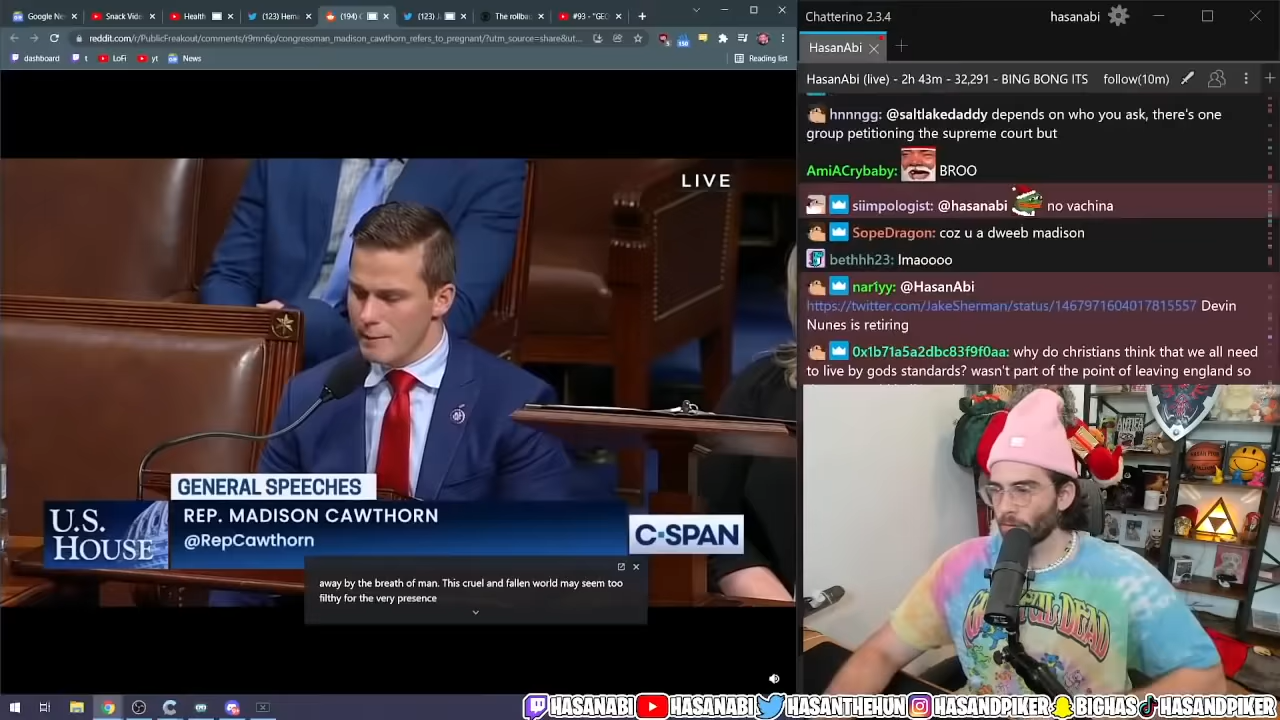 Google Ne
Snack Vide
Health
(123) Hern
(194) (
(123) J
The rollba
#93 - "GEO
reddit.com/r/PublicFreakout/comments/r9mn6p/congressman_madison_cawthorn_refers_to_pregnant/?utm_source=share&ut...
dashboard
t
LoFi
yt
News
Reading list
LIVE
GENERAL SPEECHES
U.S.
HOUSE
REP. MADISON CAWTHORN
@RepCawthorn
C-SPAN
away by the breath of man. This cruel and fallen world may seem too
filthy for the very presence
Chatterino 2.3.4
hasanabi
HasanAbi
HasanAbi (live) - 2h 43m - 32,291 - BING BONG ITS
follow(10m)
hnnngg: @saltlakedaddy depends on who you ask, there's one
group petitioning the supreme court but
AmiACrybaby: BROO
siimpologist: @hasanabi no vachina
SopeDragon: coz u a dweeb madison
bethhh23: lmaoooo
nar1yy: @HasanAbi
https://twitter.com/JakeSherman/status/1467971604017815557 Devin
Nunes is retiring
0x1b71a5a2dbc83f9f0aa: why do christians think that we all need
to live by gods standards? wasn't part of the point of leaving england so
GRATEFUL DEAD
HASANABI
HASANABI
HASANTHEHUN
HASANDPIKER
BIGHAS
HASANDPIKER